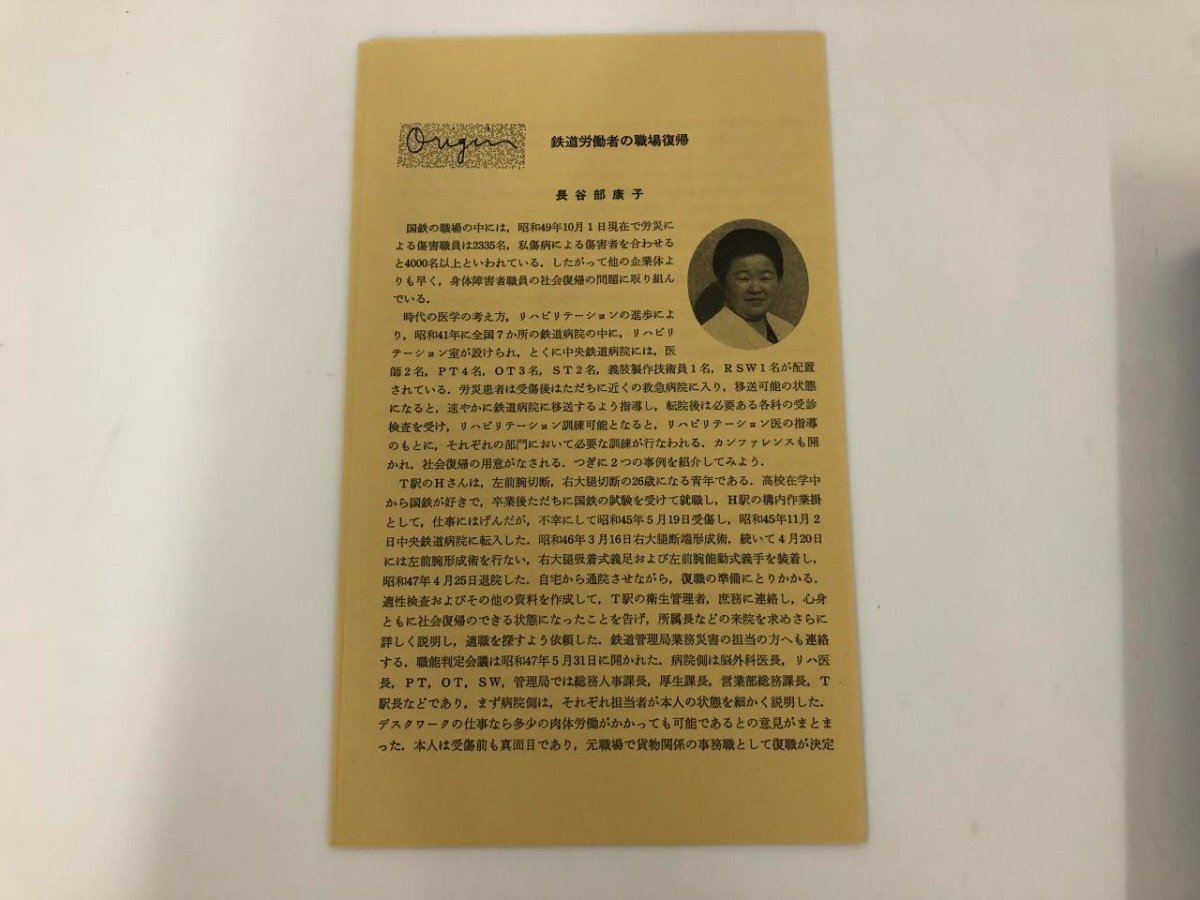 Origin
鉄道労働者の職場復帰
長谷部康子
国鉄の職場の中には，昭和49年10月1日現在で労災に
よる傷害職員は2335名，私傷病による傷害者を合わせる
と4000名以上といわれている．したがって他の企業体よ
りも早く，身体障害者職員の社会復帰の問題に取り組ん
でいる．
時代の医学の考え方，リハビリテーションの進歩によ
り，昭和41年に全国7か所の鉄道病院の中に，リハビリ
テーション室が設けられ，とくに中央鉄道病院には，医
師2名，PT4名，OT3名，ST2名，義肢製作技術員1名，RSW1名が配置
されている．労災患者は受傷後はただちに近くの救急病院に入り，移送可能の状態
になると，速やかに鉄道病院に移送するよう指導し，転院後は必要ある各科の受診
検査を受け，リハビリテーション訓練可能となると，リハビリテーション医の指導
のもとに，それぞれの部門において必要な訓練が行なわれる．カンファレンスも開
かれ，社会復帰の用意がなされる．つぎに2つの事例を紹介してみよう．
T駅のHさんは，左前腕切断，右大腿切断の26歳になる青年である．高校在学中
から国鉄が好きで，卒業後ただちに国鉄の試験を受けて就職し，H駅の構内作業掛
として，仕事にはげんだが，不幸にして昭和45年5月19日受傷し，昭和45年11月2
日中央鉄道病院に転入した．昭和46年3月16日右大腿断端形成術，続いて4月20日
には左前腕形成術を行ない，右大腿吸着式義足および左前腕能動式義手を装着し，
昭和47年4月25日退院した．自宅から通院させながら，復職の準備にとりかかる．
適性検査およびその他の資料を作成して，T駅の衛生管理者，庶務に連絡し，心身
ともに社会復帰のできる状態になったことを告げ，所属長などの来院を求めさらに
詳しく説明し，適職を探すよう依頼した．鉄道管理局業務災害の担当の方へも連絡
する．職能判定会議は昭和47年5月31日に開かれた．病院側は脳外科医長，リハ医
長，PT，OT，SW，管理局では総務人事課長，厚生課長，営業部総務課長，T
駅長などであり，まず病院側は，それぞれ担当者が本人の状態を細かく説明した．
デスクワークの仕事なら多少の肉体労働がかかっても可能であるとの意見がまとま
った．本人は受傷前も真面目であり，元職場で貨物関係の事務職として復職が決定